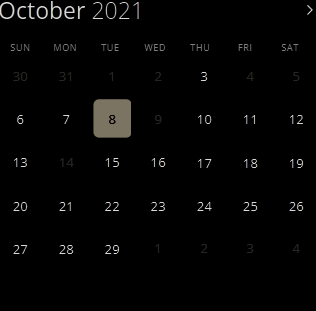 October 2021
SUN MON TUE WED THU FRI SAT
30 31 1 2 3 4 5
6 7 8 9 10 11 12
13 14 15 16 17 18 19
20 21 22 23 24 25 26
27 28 29 1 2 3 4